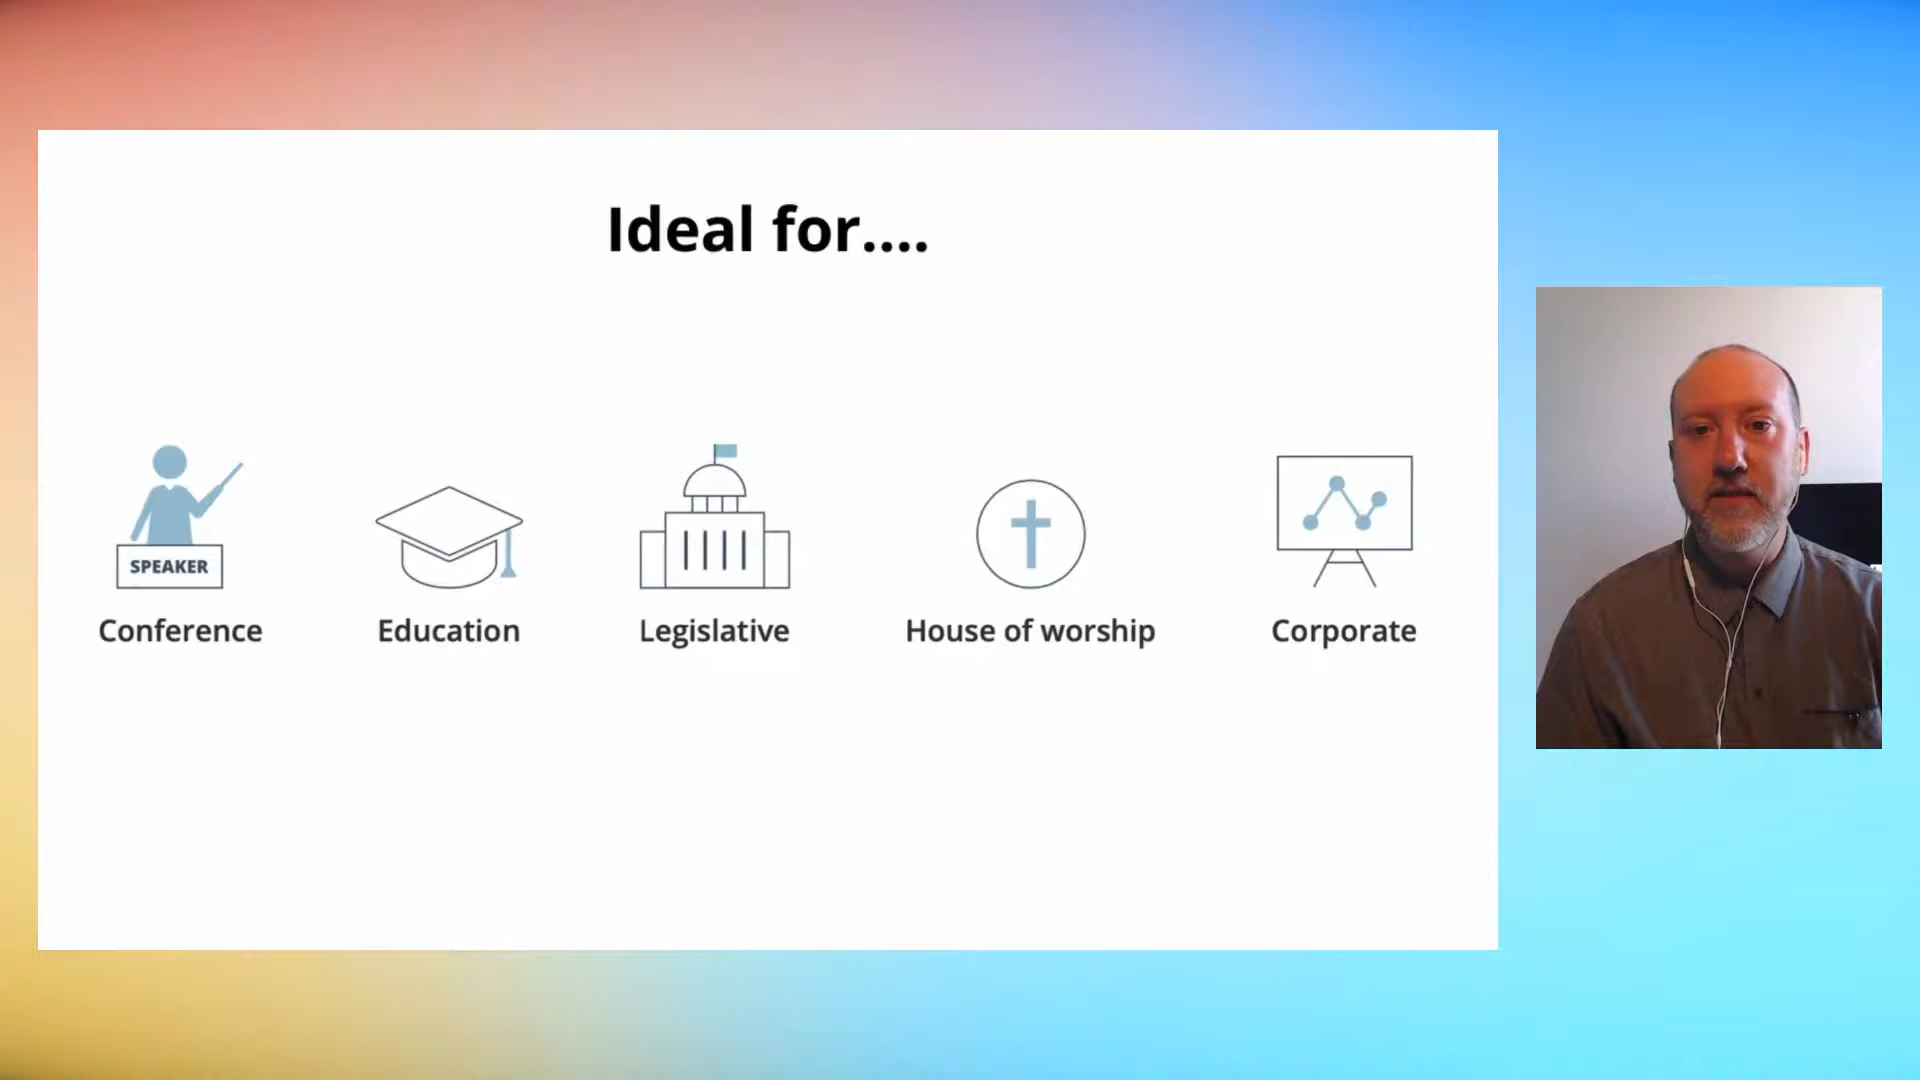 Ideal for....
SPEAKER
Conference
Education
Legislative
House of worship
Corporate